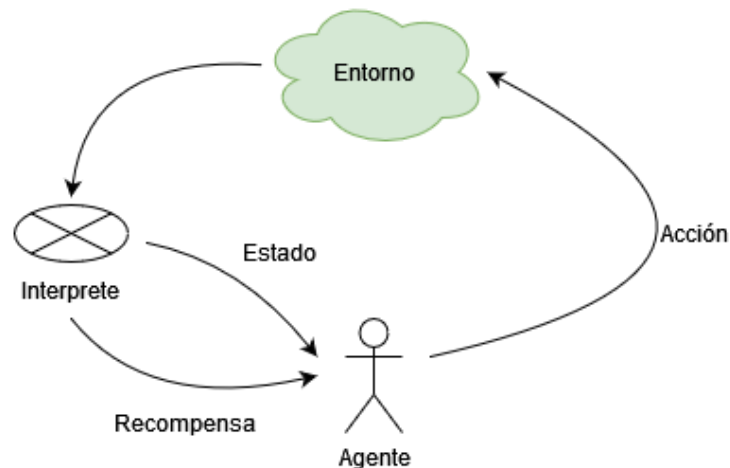 Entorno
Acción
Estado
Interprete
Recompensa
Agente